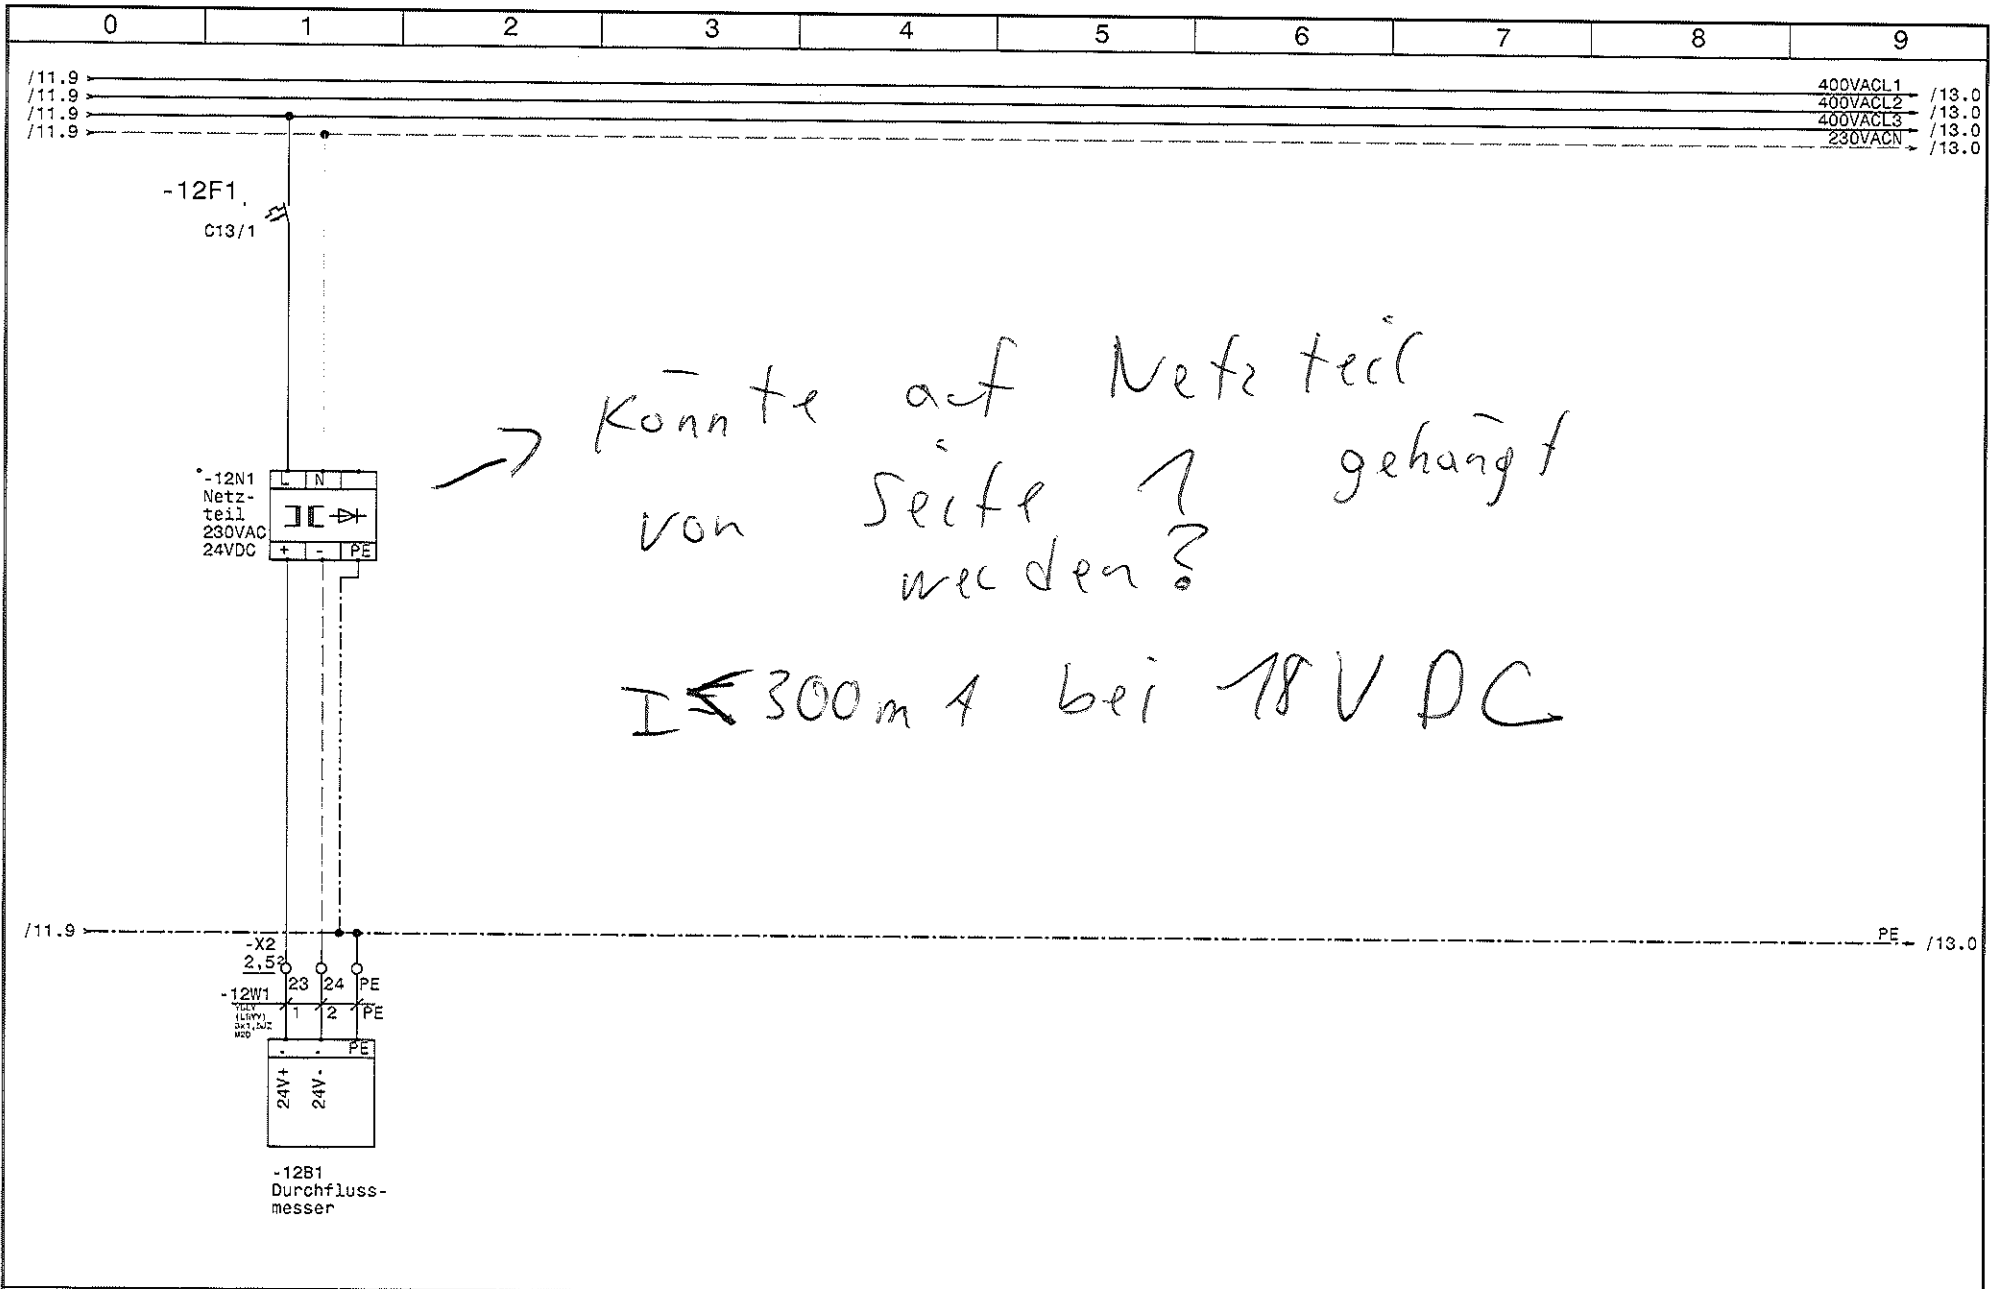 0 1 2 3 4 5 6 7 8 9
/11.9 400VACL1 /13.0
/11.9 400VACL2 /13.0
/11.9 400VACL3 /13.0
/11.9 230VACN /13.0
-12F1
C13/1
Könnte auf Netzteil
von Seite 1 gehängt
werden?
-12N1 L N
Netz-
teil
230VAC
24VDC + - PE
I ≤ 300mA bei 18V DC
/11.9 PE /13.0
-X2
2,5²
23 24 PE
-12W1
1 2 PE
- - PE
24V+ 24V-
-12B1
Durchfluss-
messer